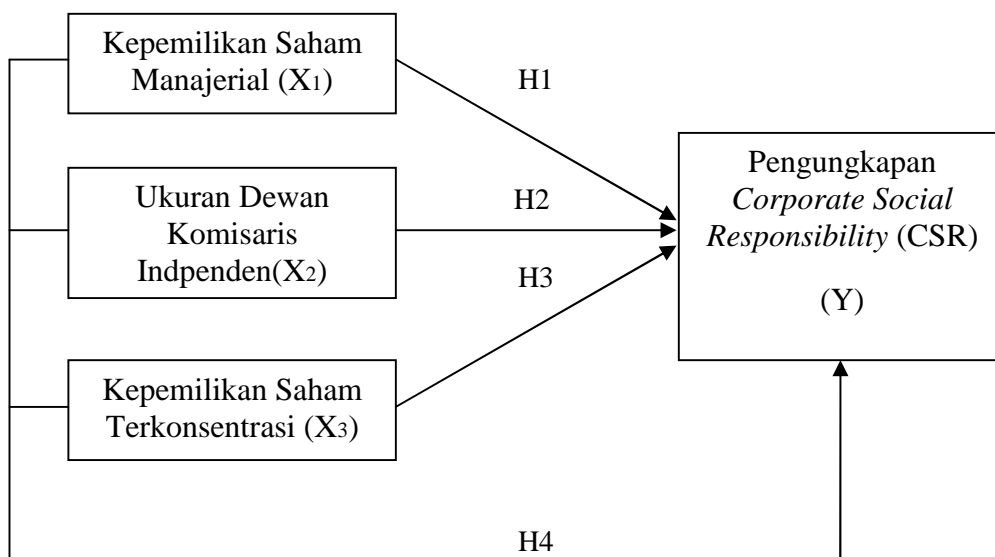 Kepemilikan Saham
Manajerial (X1)
H1
Ukuran Dewan
Komisaris
Indpenden(X2)
H2
Pengungkapan
Corporate Social
Responsibility (CSR)
(Y)
H3
Kepemilikan Saham
Terkonsentrasi (X3)
H4